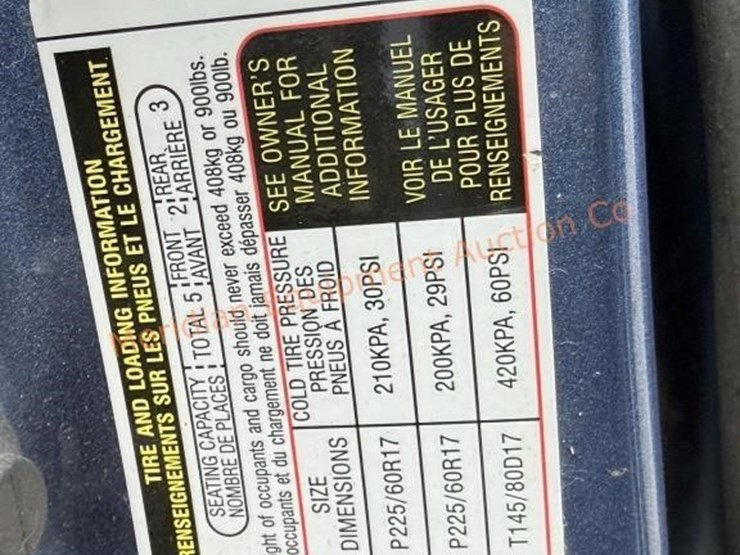 TIRE AND LOADING INFORMATION
RENSEIGNEMENTS SUR LES PNEUS ET LE CHARGEMENT
SEATING CAPACITY TOTAL 5 FRONT 2 REAR 3
NOMBRE DE PLACES AVANT ARRIÈRE
ght of occupants and cargo should never exceed 408kg or 900lbs.
occupants et du chargement ne doit jamais dépasser 408kg ou 900lb.
SIZE
DIMENSIONS
COLD TIRE PRESSURE
PRESSION DES
PNEUS À FROID
SEE OWNER'S
MANUAL FOR
ADDITIONAL
INFORMATION
P225/60R17 210KPA, 30PSI
P225/60R17 200KPA, 29PSI
T145/80D17 420KPA, 60PSI
VOIR LE MANUEL
DE L'USAGER
POUR PLUS DE
RENSEIGNEMENTS
Meridian Equipment Auction Co